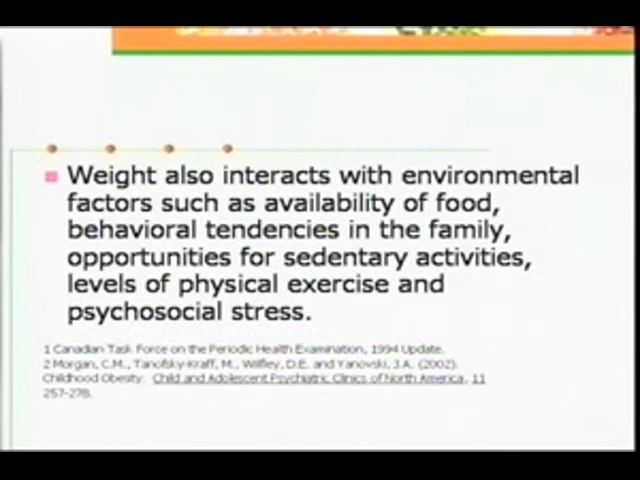 Weight also interacts with environmental
factors such as availability of food,
behavioral tendencies in the family,
opportunities for sedentary activities,
levels of physical exercise and
psychosocial stress.
1 Canadian Task Force on the Periodic Health Examination, 1994 Update.
2 Morgan, C.M., Tanofsky-Kraff, M., Wilfley, D.E. and Yanovski, J.A. (2002).
Childhood Obesity. Child and Adolescent Psychiatric Clinics of North America, 11
257-278.